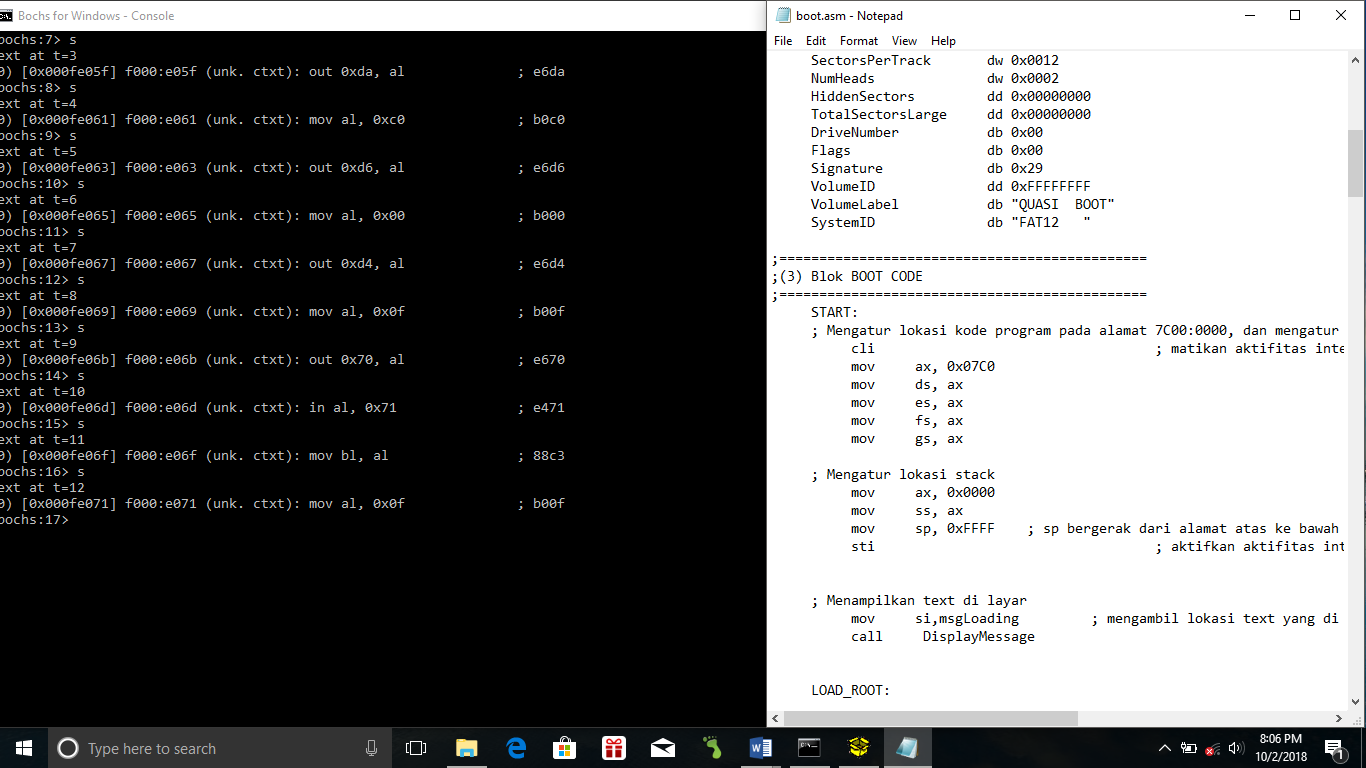 Bochs for Windows - Console
ochs:7> s
ext at t=3
0) [0x000fe05f] f000:e05f (unk. ctxt): out 0xda, al ; e6da
ochs:8> s
ext at t=4
0) [0x000fe061] f000:e061 (unk. ctxt): mov al, 0xc0 ; b0c0
ochs:9> s
ext at t=5
0) [0x000fe063] f000:e063 (unk. ctxt): out 0xd6, al ; e6d6
ochs:10> s
ext at t=6
0) [0x000fe065] f000:e065 (unk. ctxt): mov al, 0x00 ; b000
ochs:11> s
ext at t=7
0) [0x000fe067] f000:e067 (unk. ctxt): out 0xd4, al ; e6d4
ochs:12> s
ext at t=8
0) [0x000fe069] f000:e069 (unk. ctxt): mov al, 0x0f ; b00f
ochs:13> s
ext at t=9
0) [0x000fe06b] f000:e06b (unk. ctxt): out 0x70, al ; e670
ochs:14> s
ext at t=10
0) [0x000fe06d] f000:e06d (unk. ctxt): in al, 0x71 ; e471
ochs:15> s
ext at t=11
0) [0x000fe06f] f000:e06f (unk. ctxt): mov bl, al ; 88c3
ochs:16> s
ext at t=12
0) [0x000fe071] f000:e071 (unk. ctxt): mov al, 0x0f ; b00f
ochs:17>
boot.asm - Notepad
File Edit Format View Help
SectorsPerTrack dw 0x0012
NumHeads dw 0x0002
HiddenSectors dd 0x00000000
TotalSectorsLarge dd 0x00000000
DriveNumber db 0x00
Flags db 0x00
Signature db 0x29
VolumeID dd 0xFFFFFFFF
VolumeLabel db "QUASI  BOOT"
SystemID db "FAT12   "
;==============================================
;(3) Blok BOOT CODE
;==============================================
START:
; Mengatur lokasi kode program pada alamat 7C00:0000, dan mengatur
cli ; matikan aktifitas inte
mov ax, 0x07C0
mov ds, ax
mov es, ax
mov fs, ax
mov gs, ax
; Mengatur lokasi stack
mov ax, 0x0000
mov ss, ax
mov sp, 0xFFFF ; sp bergerak dari alamat atas ke bawah
sti ; aktifkan aktifitas int
; Menampilkan text di layar
mov si,msgLoading ; mengambil lokasi text yang di
call DisplayMessage
LOAD_ROOT:
Type here to search
8:06 PM
10/2/2018
1